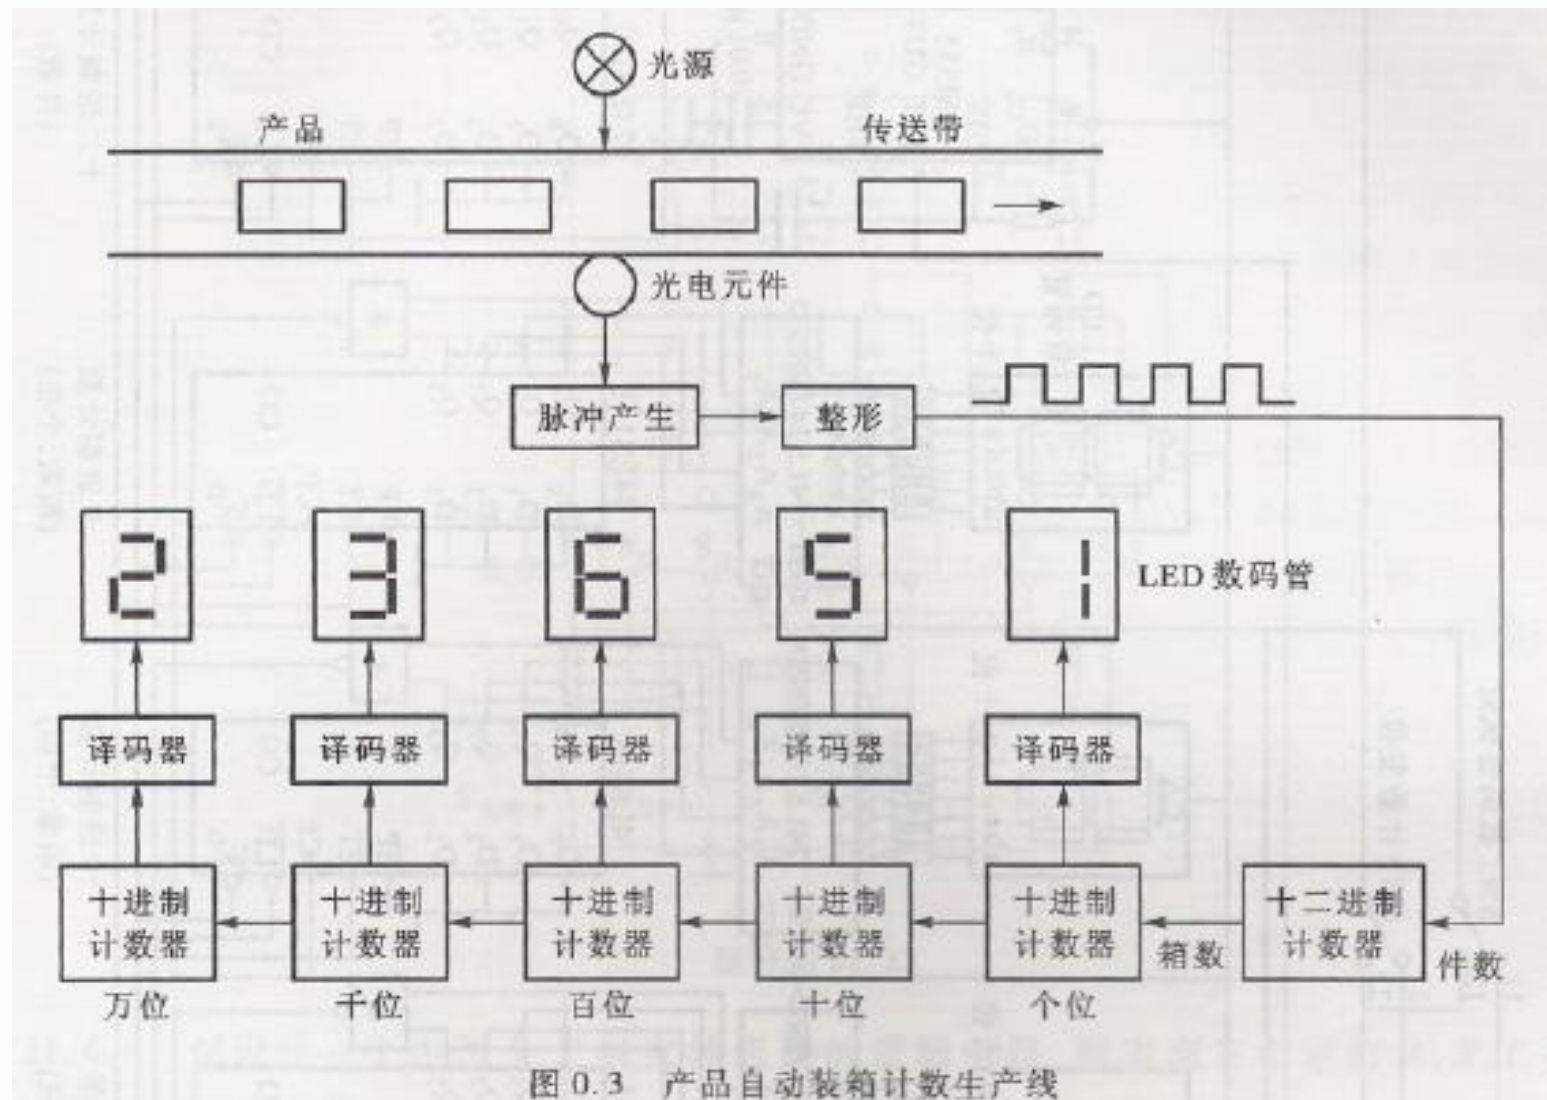 光源
产品
传送带
光电元件
脉冲产生
整形
2 3 6 5 1
LED 数码管
译码器 译码器 译码器 译码器 译码器
十进制 十进制 十进制 十进制 十进制 十二进制
计数器 计数器 计数器 计数器 计数器 计数器
箱数 件数
万位 千位 百位 十位 个位
图 0.3 产品自动装箱计数生产线